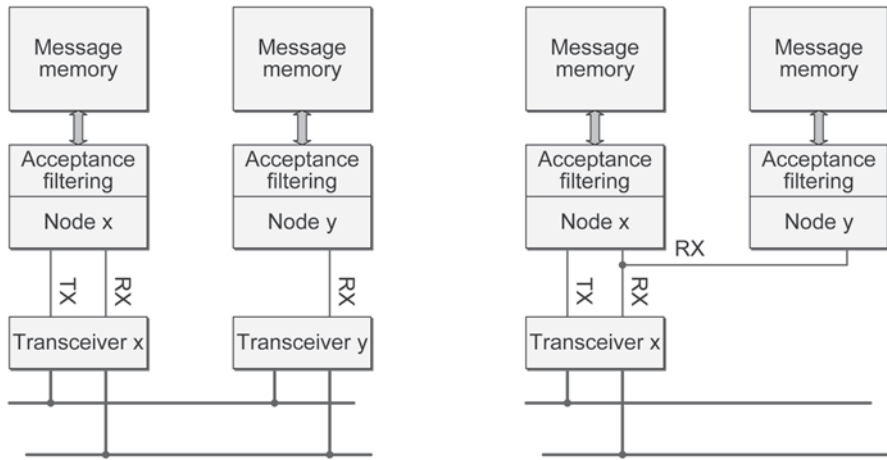 Message
memory
Message
memory
Message
memory
Message
memory
Acceptance
filtering
Acceptance
filtering
Acceptance
filtering
Acceptance
filtering
Node x
Node y
Node x
Node y
RX
TX
RX
RX
TX
RX
Transceiver x
Transceiver y
Transceiver x